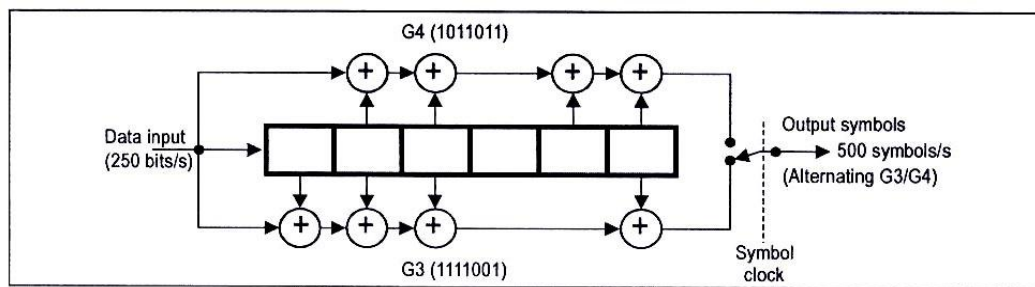 G4 (1011011)
+ + + +
Data input
(250 bits/s)
Output symbols
500 symbols/s
(Alternating G3/G4)
+ + + +
G3 (1111001)
Symbol
clock